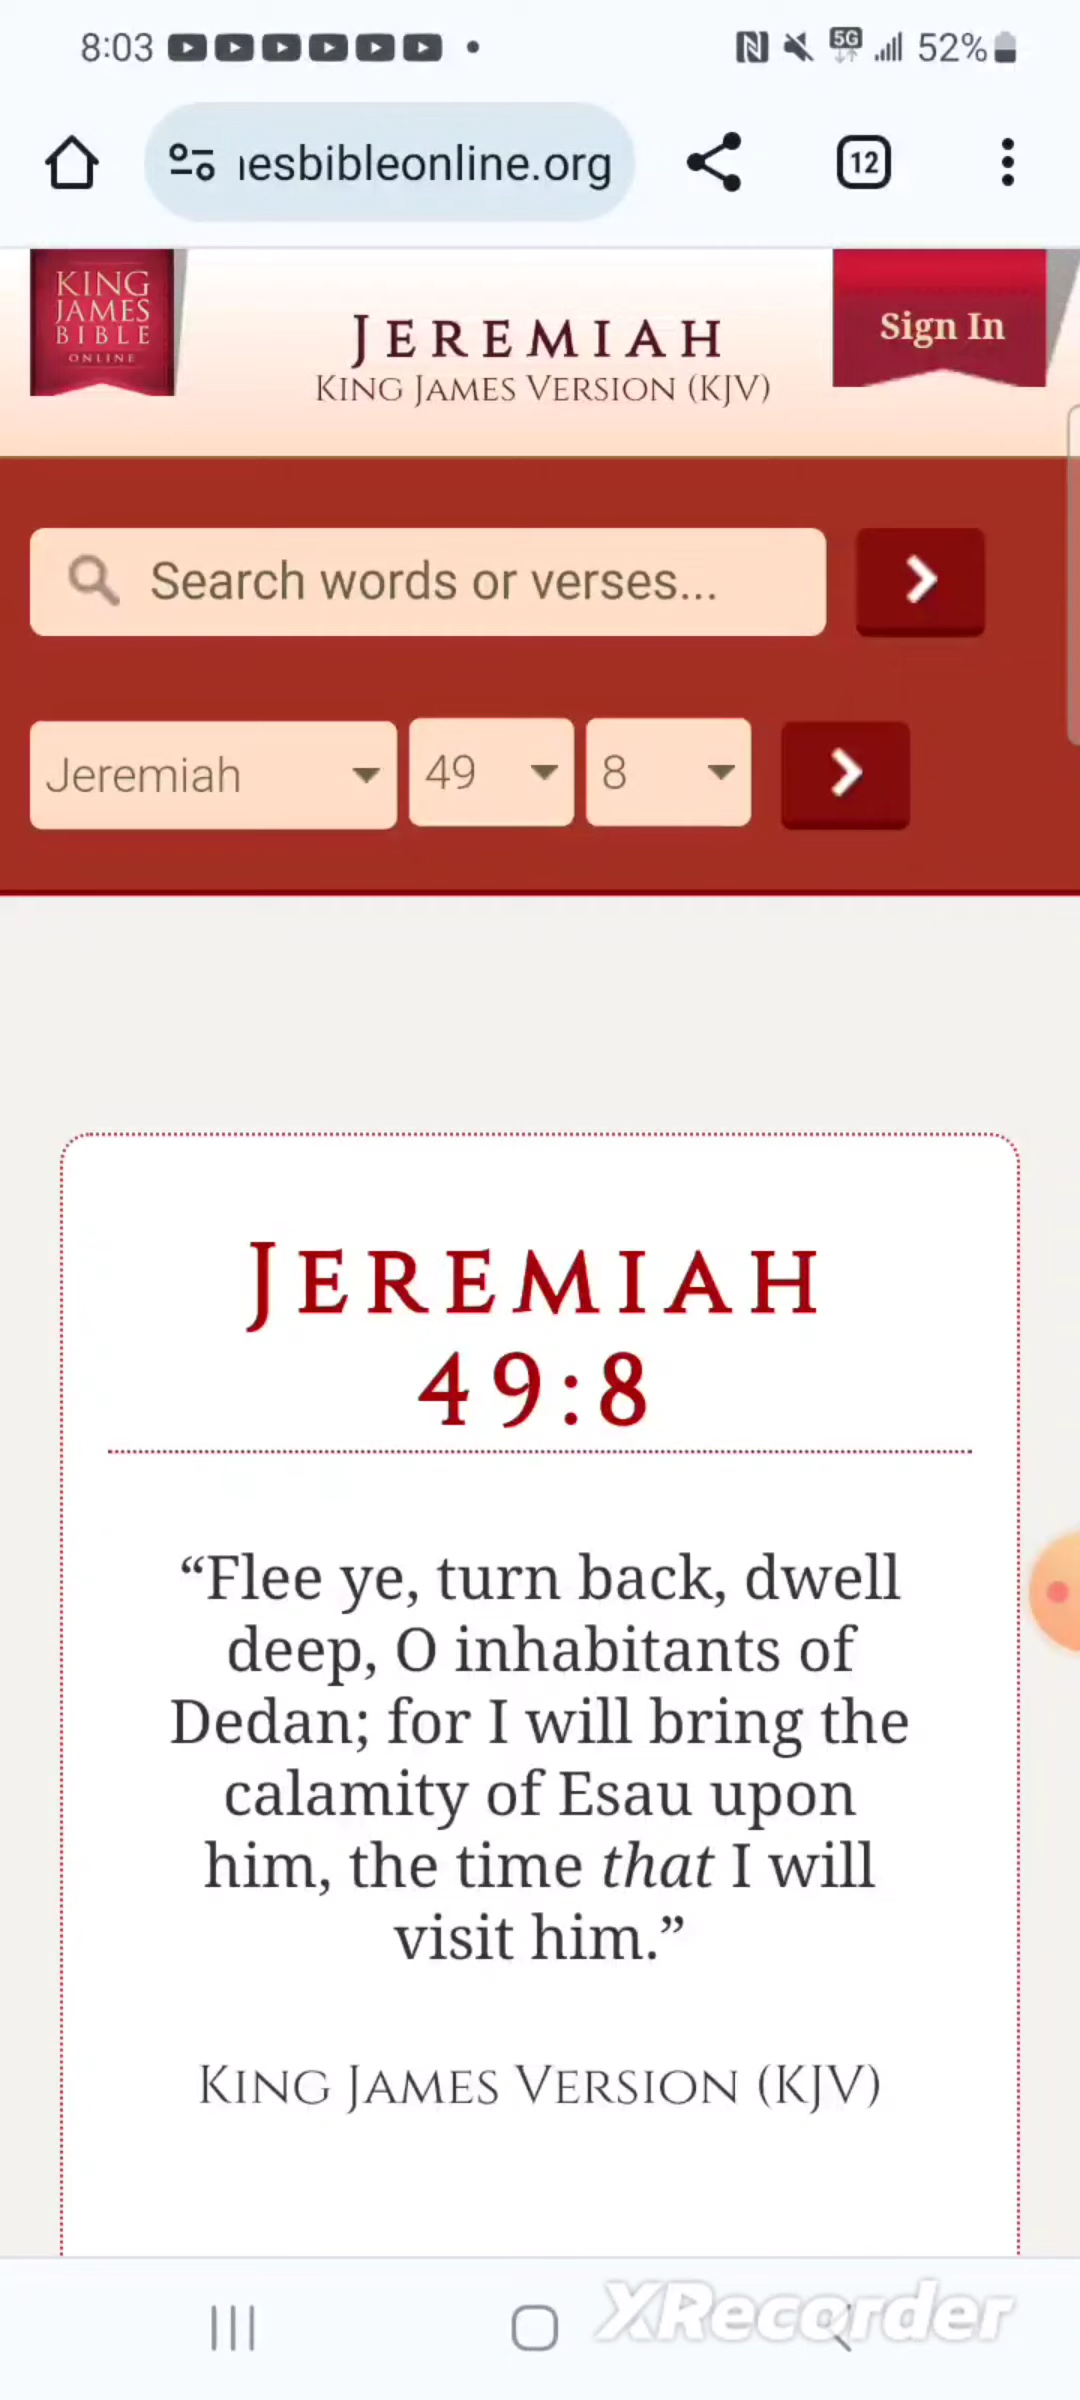 8:03
5G
52%
ıesbibleonline.org
12
KING
JAMES
BIBLE
ONLINE
JEREMIAH
KING JAMES VERSION (KJV)
Sign In
Search words or verses...
Jeremiah 49 8
JEREMIAH
49:8
“Flee ye, turn back, dwell
deep, O inhabitants of
Dedan; for I will bring the
calamity of Esau upon
him, the time that I will
visit him.”
KING JAMES VERSION (KJV)
XRecorder